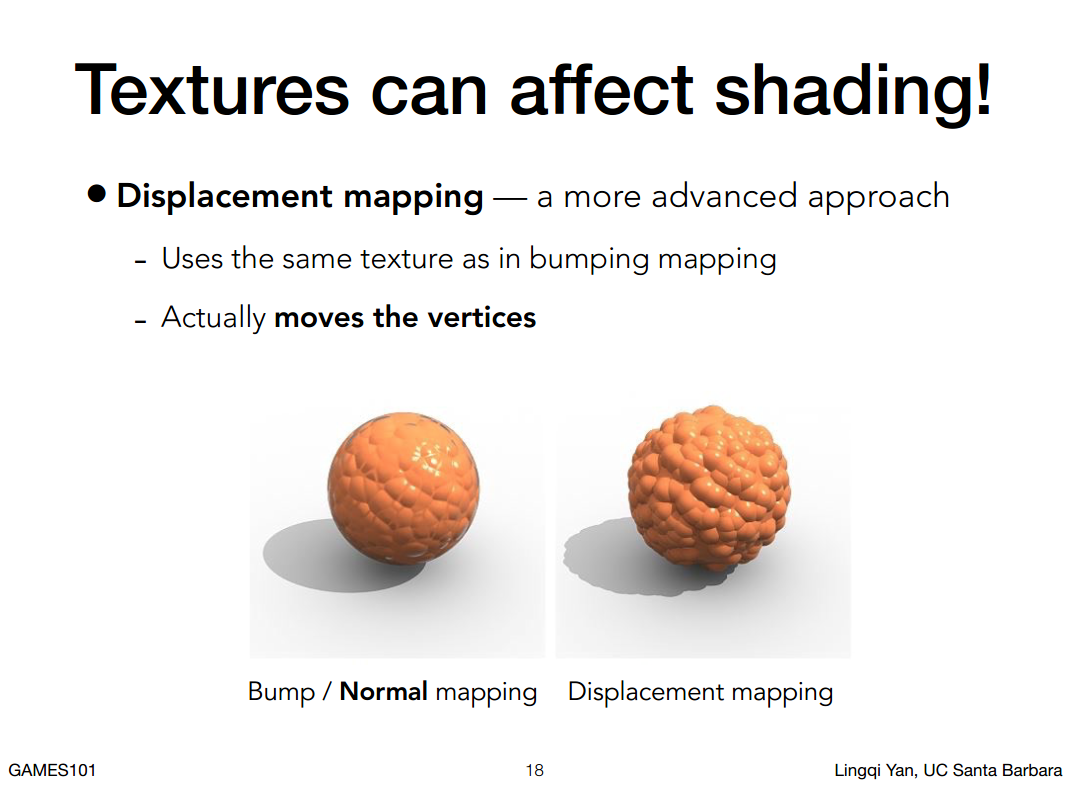 Textures can affect shading!
• Displacement mapping — a more advanced approach
- Uses the same texture as in bumping mapping
- Actually moves the vertices
Bump / Normal mapping
Displacement mapping
GAMES101
18
Lingqi Yan, UC Santa Barbara